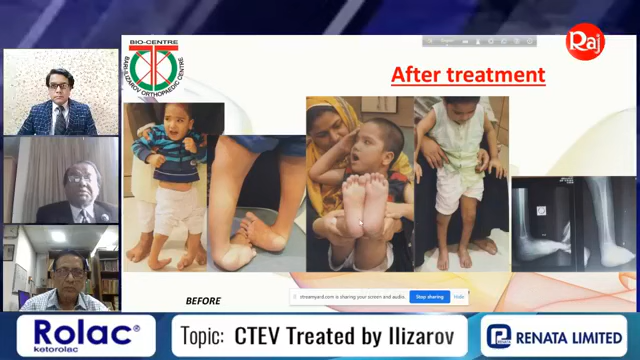 Raj
BIO-CENTRE
BARI-ILIZAROV ORTHOPAEDIC CENTRE
After treatment
BEFORE
streamyard.com is sharing your screen and audio.
Stop sharing
Hide
Rolac®
ketorolac
Topic: CTEV Treated by Ilizarov
RENATA LIMITED